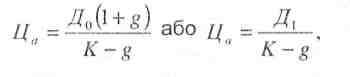 Ц_а = Д_0(1 + g) / (K − g) або Ц_а = Д_1 / (K − g),